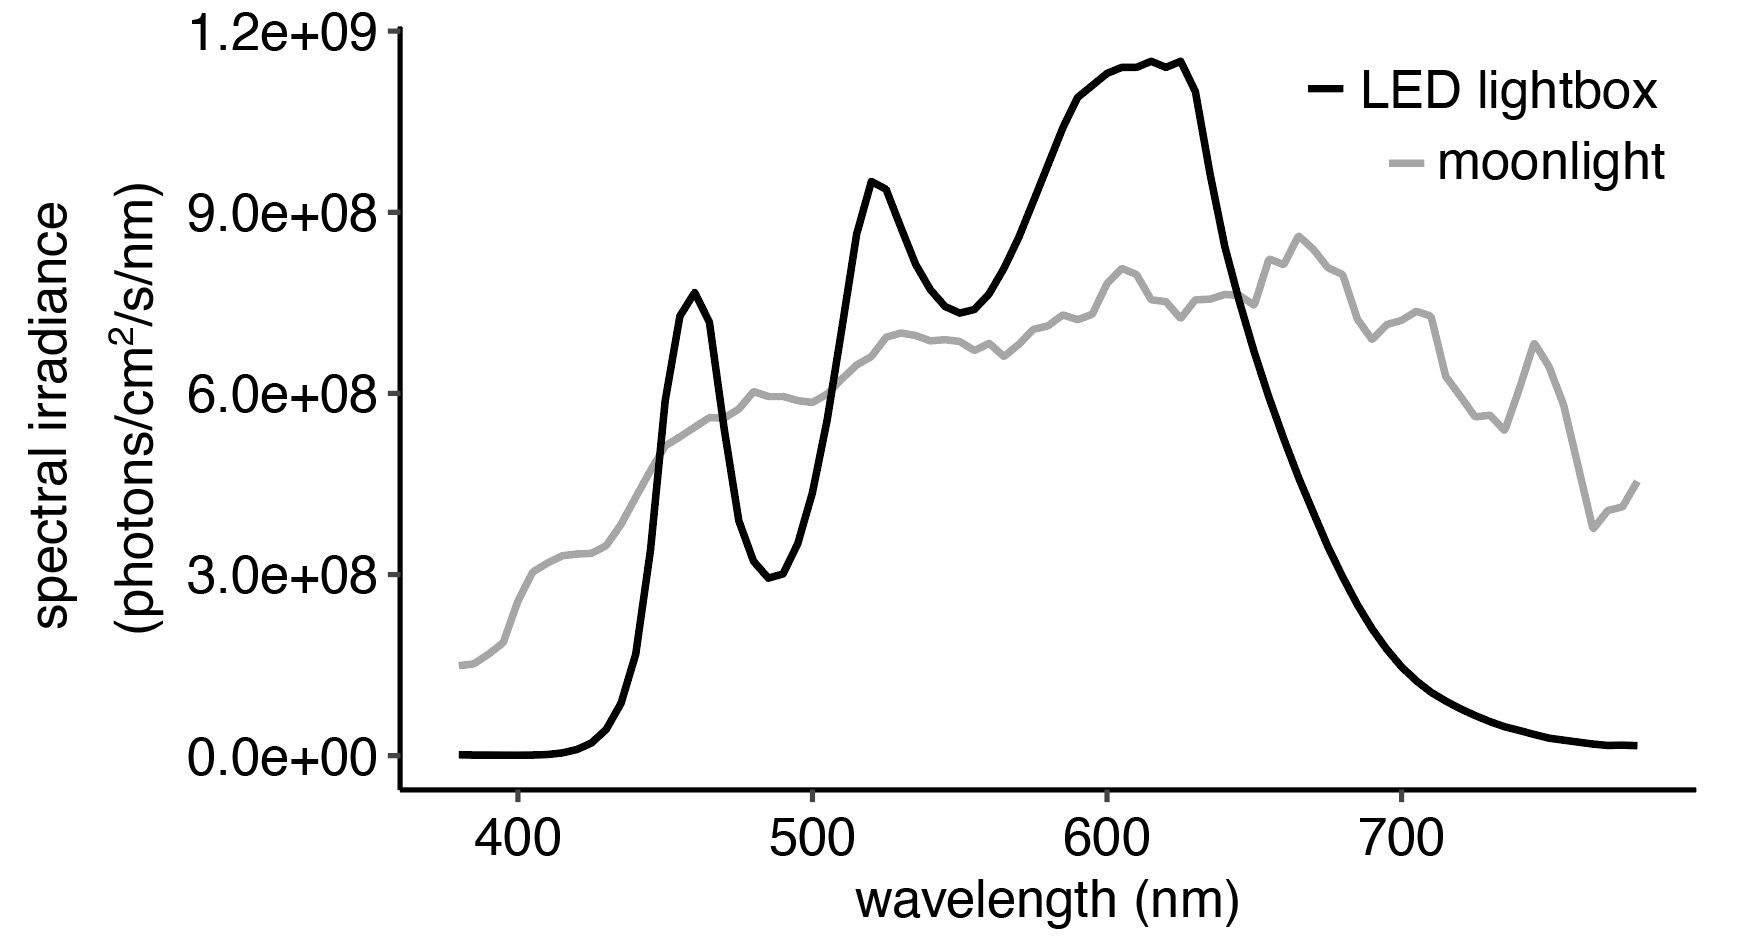 spectral irradiance
(photons/cm²/s/nm)
1.2e+09
9.0e+08
6.0e+08
3.0e+08
0.0e+00
LED lightbox
moonlight
400 500 600 700
wavelength (nm)